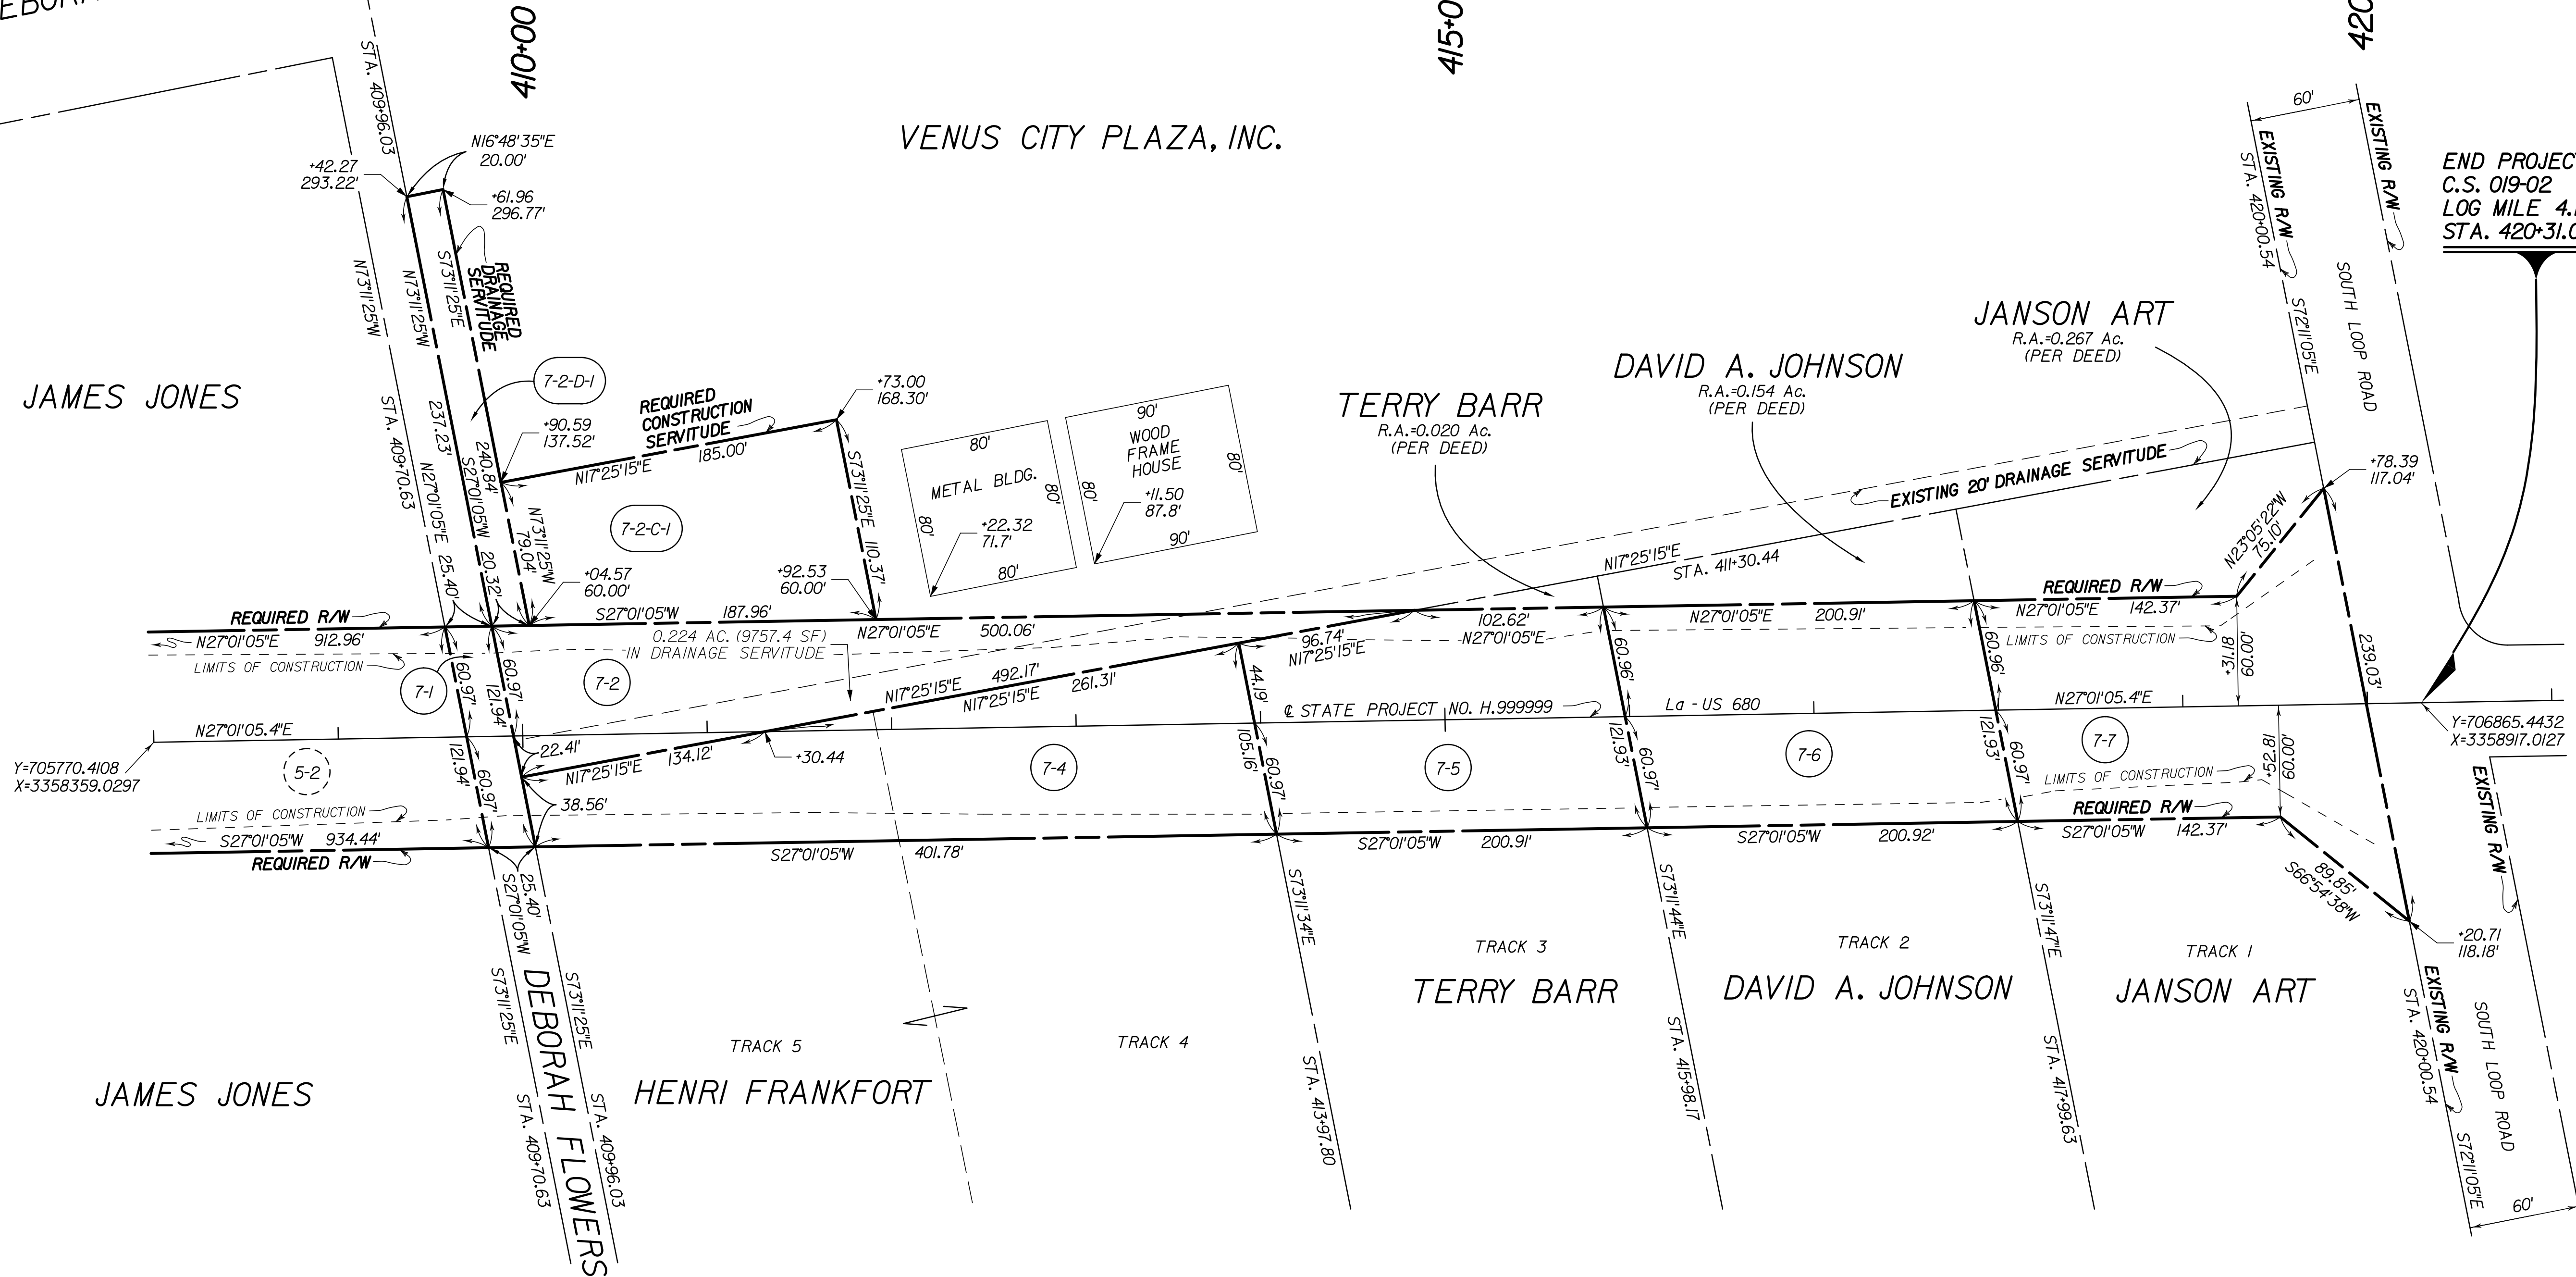 410+00
415+0
420
VENUS CITY PLAZA, INC.
STA. 409+96.03
N16°48'35"E
20.00'
+42.27
293.22'
+61.96
296.77'
N73°11'25"W
N73°11'25"W
237.23'
S73°11'25"E
REQUIRED
DRAINAGE
SERVITUDE
240.84'
7-2-D-1
JAMES JONES
STA. 409+70.63
N27°01'05"E 25.40'
S27°01'05"W 20.32'
+90.59
137.52'
N73°11'25"W
79.04'
REQUIRED
CONSTRUCTION
SERVITUDE
N17°25'15"E 185.00'
+73.00
168.30'
S73°11'25"E 110.37'
7-2-C-1
+04.57
60.00'
+92.53
60.00'
METAL BLDG.
80'
80'
80'
80'
+22.32
71.7'
WOOD
FRAME
HOUSE
90'
80'
80'
90'
+11.50
87.8'
TERRY BARR
R.A.=0.020 Ac.
(PER DEED)
DAVID A. JOHNSON
R.A.=0.154 Ac.
(PER DEED)
JANSON ART
R.A.=0.267 Ac.
(PER DEED)
60'
EXISTING R/W
EXISTING R/W
STA. 420+00.54
S72°11'05"E
SOUTH LOOP ROAD
C.S. 019-02
EXISTING 20' DRAINAGE SERVITUDE
N17°25'15"E
STA. 411+30.44
+78.39
117.04'
N23°05'22"W
75.10'
REQUIRED R/W
N27°01'05"E 912.96'
LIMITS OF CONSTRUCTION
S27°01'05"W 187.96'
0.224 AC. (9757.4 SF)
IN DRAINAGE SERVITUDE
N27°01'05"E 500.06'
102.62'
N27°01'05"E
96.74'
N17°25'15"E
N27°01'05"E 200.91'
REQUIRED R/W
N27°01'05"E 142.37'
LIMITS OF CONSTRUCTION
7-1
60.97'
60.97'
121.94'
7-2
N17°25'15"E 492.17'
N17°25'15"E 261.31'
44.19'
60.96'
60.96'
+31.18
60.00'
239.03'
N27°01'05.4"E
℄ STATE PROJECT NO. H.999999
La - US 680
N27°01'05.4"E
Y=705770.4108
X=3358359.0297
Y=706865.4432
X=3358917.0127
5-2
121.94'
60.97'
22.41'
N17°25'15"E 134.12'
+30.44
38.56'
7-4
105.16'
60.97'
7-5
121.93'
60.97'
7-6
121.93'
60.97'
7-7
+52.81
60.00'
LIMITS OF CONSTRUCTION
LIMITS OF CONSTRUCTION
S27°01'05"W 934.44'
REQUIRED R/W
S27°01'05"W
25.40'
S27°01'05"W 401.78'
S27°01'05"W 200.91'
S27°01'05"W 200.92'
REQUIRED R/W
S27°01'05"W 142.37'
89.85'
S66°54'38"W
+20.71
118.18'
S73°11'25"E
S73°11'25"E
S73°11'34"E
S73°11'44"E
S73°11'47"E
STA. 409+70.63
STA. 409+96.03
STA. 413+97.80
STA. 415+98.17
STA. 417+99.63
DEBORAH FLOWERS
JAMES JONES
TRACK 5
HENRI FRANKFORT
TRACK 4
TRACK 3
TERRY BARR
TRACK 2
DAVID A. JOHNSON
TRACK 1
JANSON ART
EXISTING R/W
STA. 420+00.54
S72°11'05"E
SOUTH LOOP ROAD
EXISTING R/W
60'